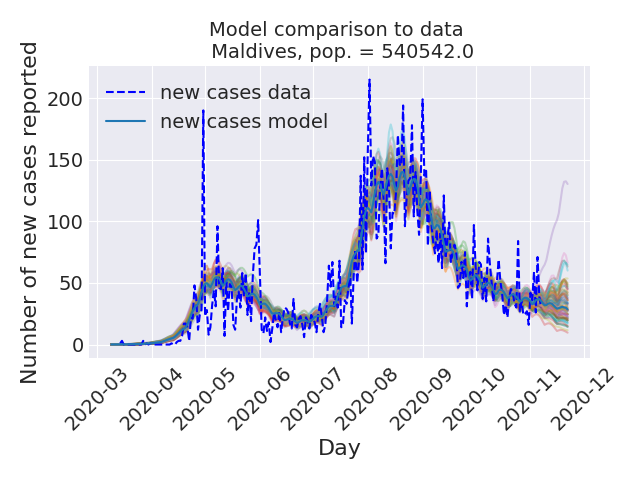 Model comparison to data
Maldives, pop. = 540542.0
Number of new cases reported
200
150
100
50
0
new cases data
new cases model
2020-03
2020-04
2020-05
2020-06
2020-07
2020-08
2020-09
2020-10
2020-11
2020-12
Day